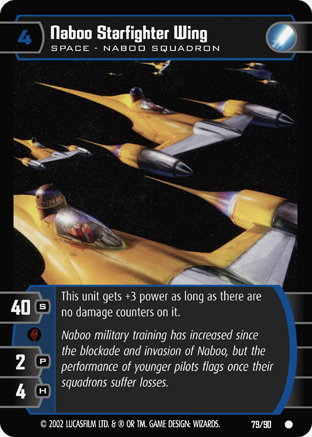 4 Naboo Starfighter Wing
SPACE - NABOO SQUADRON
40 S
This unit gets +3 power as long as there are
no damage counters on it.
Naboo military training has increased since
the blockade and invasion of Naboo, but the
2 P
performance of younger pilots flags once their
4 H
squadrons suffer losses.
© 2002 LUCASFILM LTD. & ® OR TM. GAME DESIGN: WIZARDS. 79/90